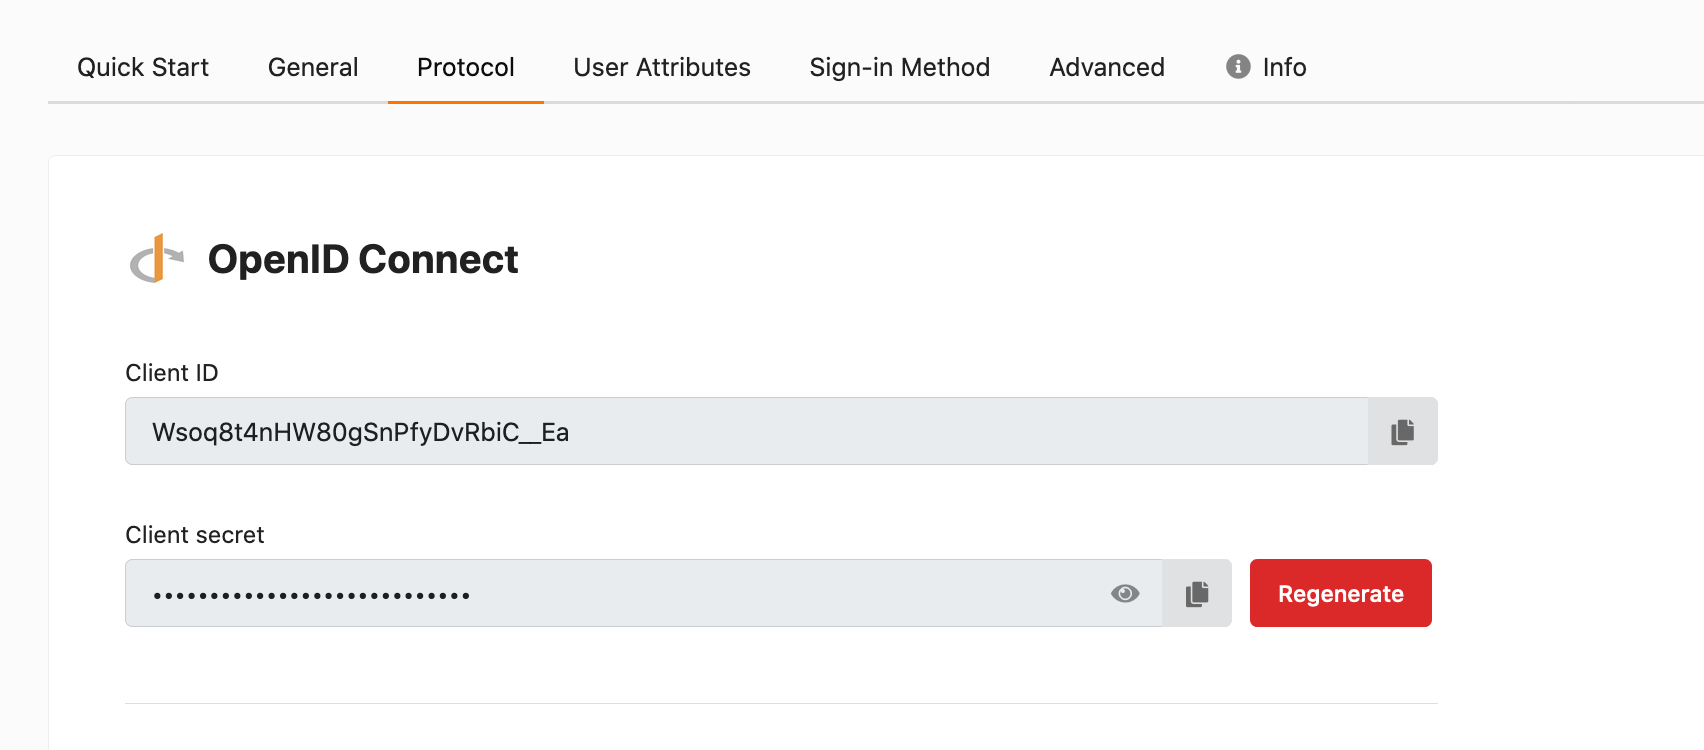 Quick Start General Protocol User Attributes Sign-in Method Advanced Info
OpenID Connect
Client ID
Wsoq8t4nHW80gSnPfyDvRbiC__Ea
Client secret
••••••••••••••••••••••••••••
Regenerate